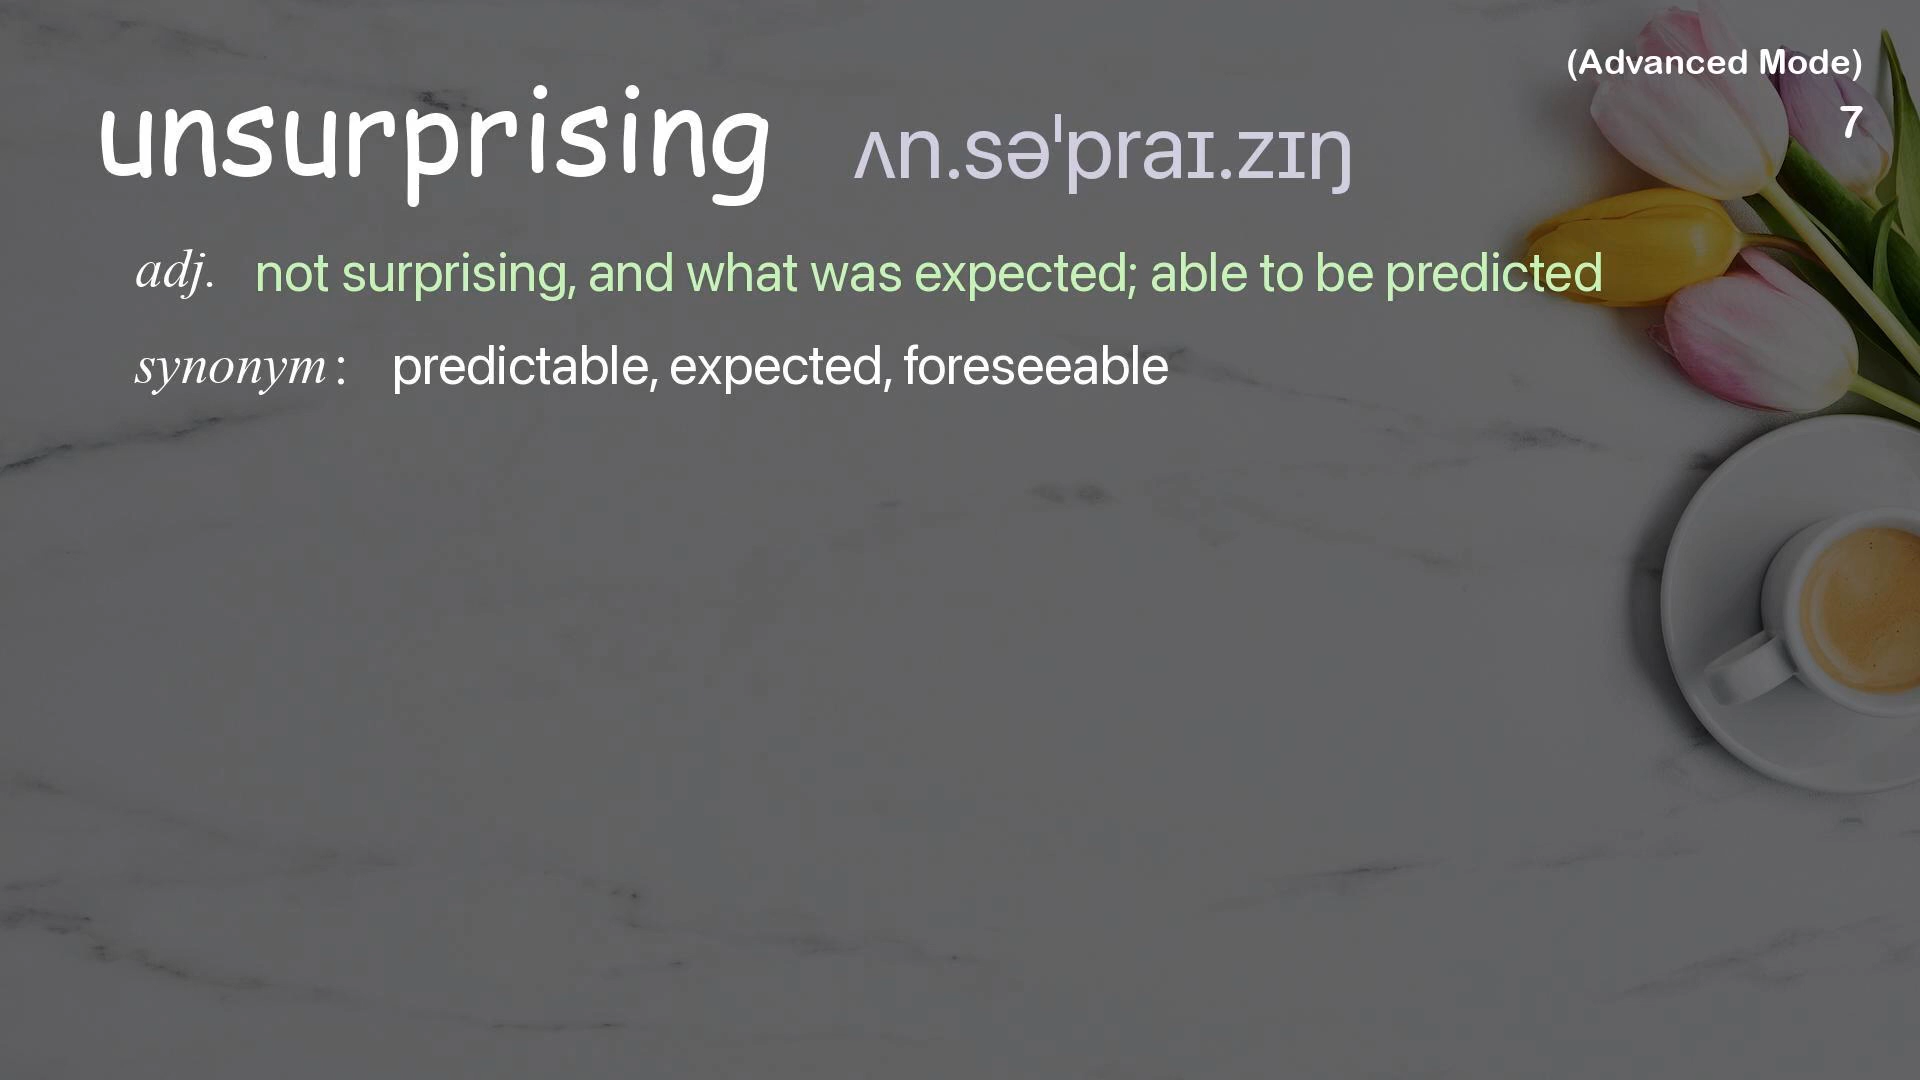 (Advanced Mode)
7
unsurprising ʌn.səˈpraɪ.zɪŋ
adj. not surprising, and what was expected; able to be predicted
synonym : predictable, expected, foreseeable